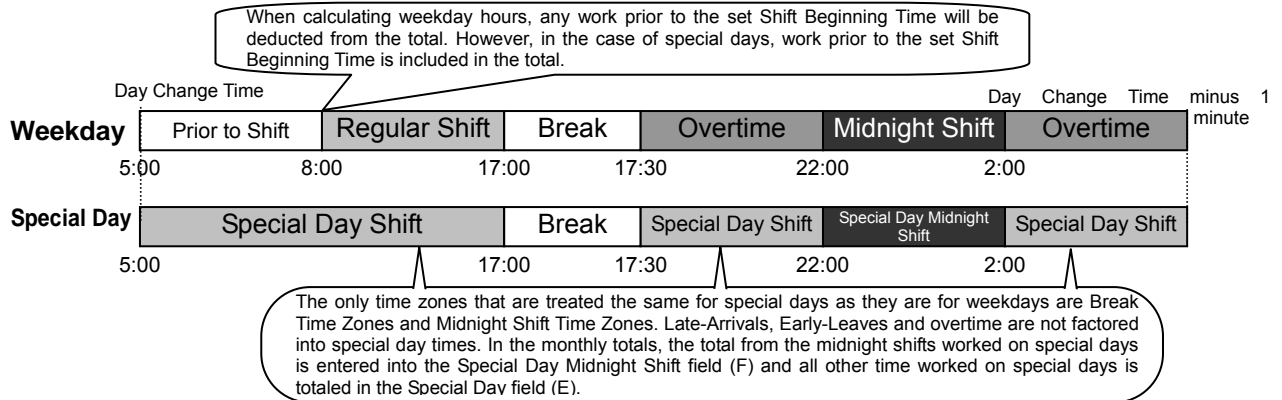 When calculating weekday hours, any work prior to the set Shift Beginning Time will be
deducted from the total. However, in the case of special days, work prior to the set Shift
Beginning Time is included in the total.
Day Change Time
Day Change Time minus 1
minute
Weekday Prior to Shift Regular Shift Break Overtime Midnight Shift Overtime
5:00 8:00 17:00 17:30 22:00 2:00
Special Day Special Day Shift Break Special Day Shift Special Day Midnight
Shift Special Day Shift
5:00 17:00 17:30 22:00 2:00
The only time zones that are treated the same for special days as they are for weekdays are Break
Time Zones and Midnight Shift Time Zones. Late-Arrivals, Early-Leaves and overtime are not factored
into special day times. In the monthly totals, the total from the midnight shifts worked on special days
is entered into the Special Day Midnight Shift field (F) and all other time worked on special days is
totaled in the Special Day field (E).